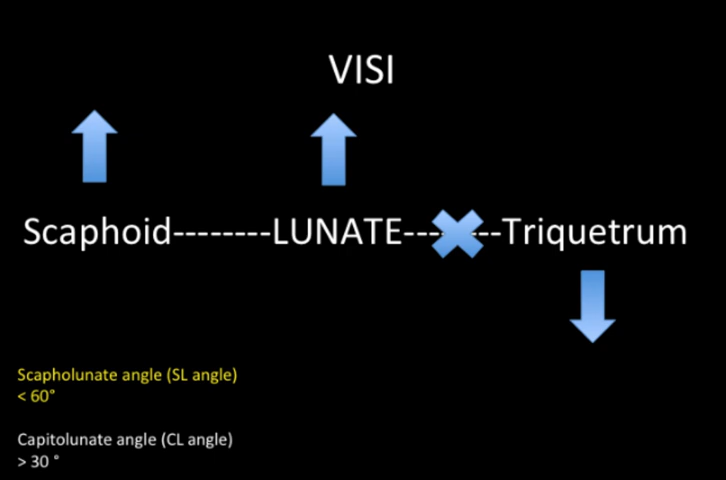 VISI
Scaphoid--------LUNATE---✖--Triquetrum
Scapholunate angle (SL angle)
< 60°
Capitolunate angle (CL angle)
> 30 °